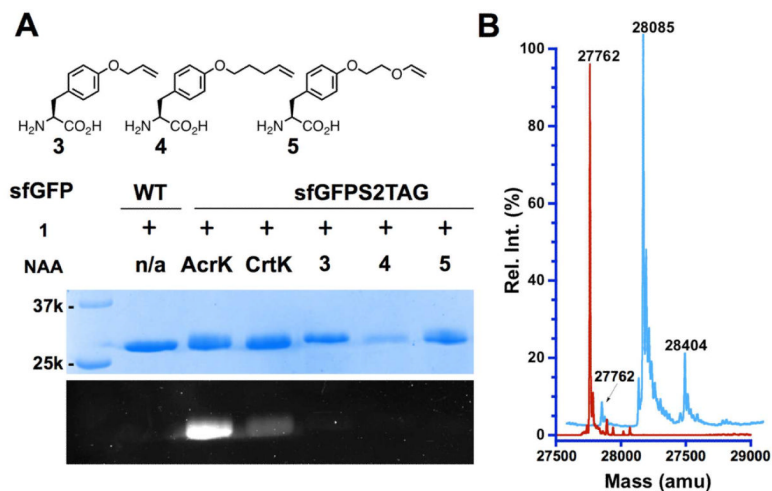 A
B
H₂N CO₂H
3
O
H₂N CO₂H
4
O
O
H₂N CO₂H
5
O
sfGFP WT sfGFPS2TAG
1 + + + + + +
NAA n/a AcrK CrtK 3 4 5
37k -
25k -
Rel. Int. (%)
100
80
60
40
20
0
27762
28085
27762
28404
27500 28000 27500 29000
Mass (amu)